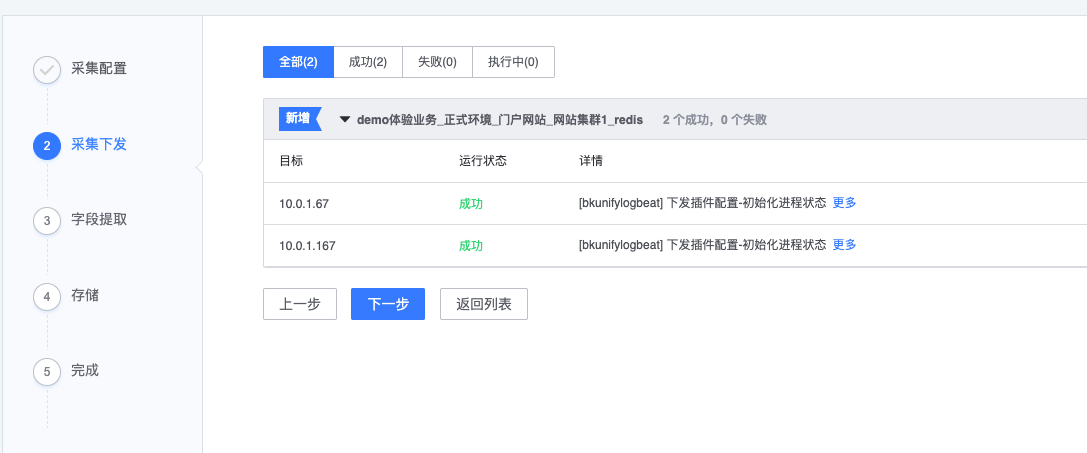 采集配置
2 采集下发
3 字段提取
4 存储
5 完成
全部(2) 成功(2) 失败(0) 执行中(0)
新增 demo体验业务_正式环境_门户网站_网站集群1_redis 2 个成功，0 个失败
目标 运行状态 详情
10.0.1.67 成功 [bkunifylogbeat] 下发插件配置-初始化进程状态 更多
10.0.1.167 成功 [bkunifylogbeat] 下发插件配置-初始化进程状态 更多
上一步 下一步 返回列表